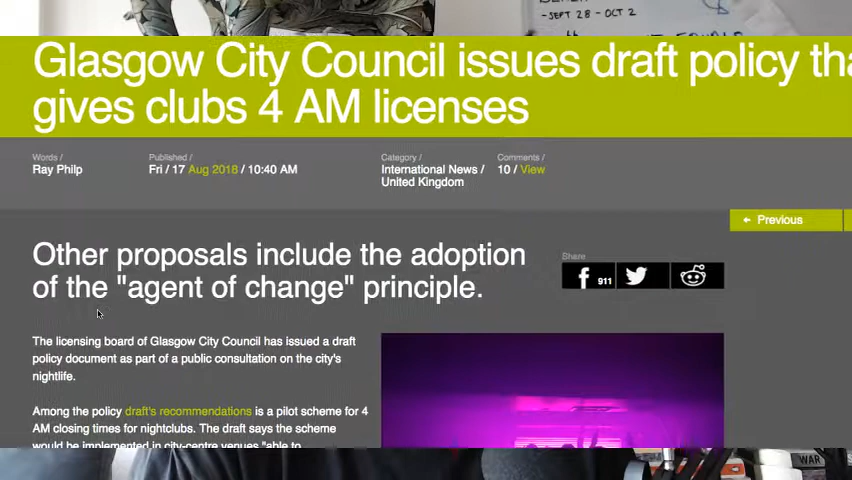 -SEPT 28 - OCT 2
Glasgow City Council issues draft policy tha
gives clubs 4 AM licenses
Words /
Ray Philp
Published /
Fri / 17 Aug 2018 / 10:40 AM
Category /
International News /
United Kingdom
Comments /
10 / View
← Previous
Other proposals include the adoption
of the "agent of change" principle.
Share
911
The licensing board of Glasgow City Council has issued a draft
policy document as part of a public consultation on the city's
nightlife.
Among the policy draft's recommendations is a pilot scheme for 4
AM closing times for nightclubs. The draft says the scheme
would be implemented in city-centre venues "able to
WAR